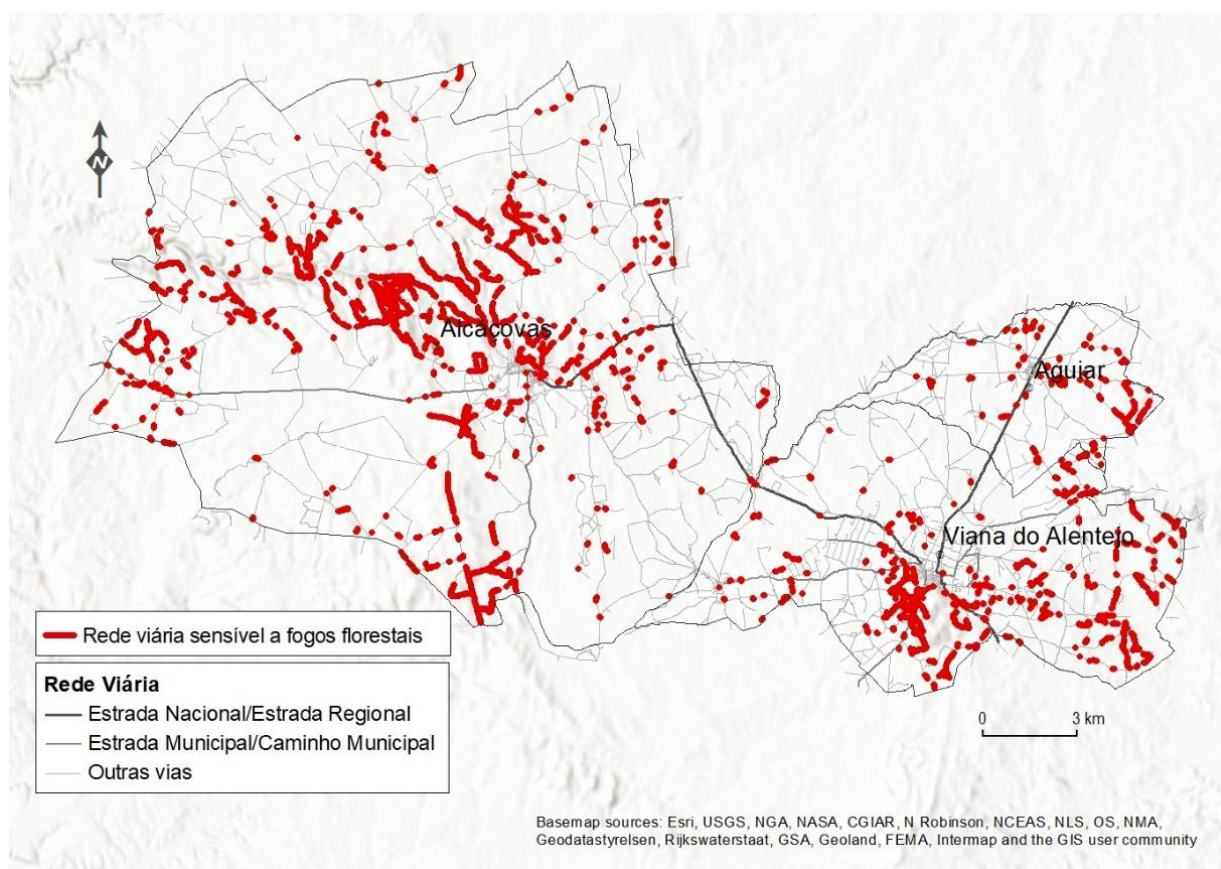 N
Alcáçovas
Aguiar
Viana do Alentejo
Rede viária sensível a fogos florestais
Rede Viária
Estrada Nacional/Estrada Regional
Estrada Municipal/Caminho Municipal
Outras vias
0 3 km
Basemap sources: Esri, USGS, NGA, NASA, CGIAR, N Robinson, NCEAS, NLS, OS, NMA,
Geodatastyrelsen, Rijkswaterstaat, GSA, Geoland, FEMA, Intermap and the GIS user community